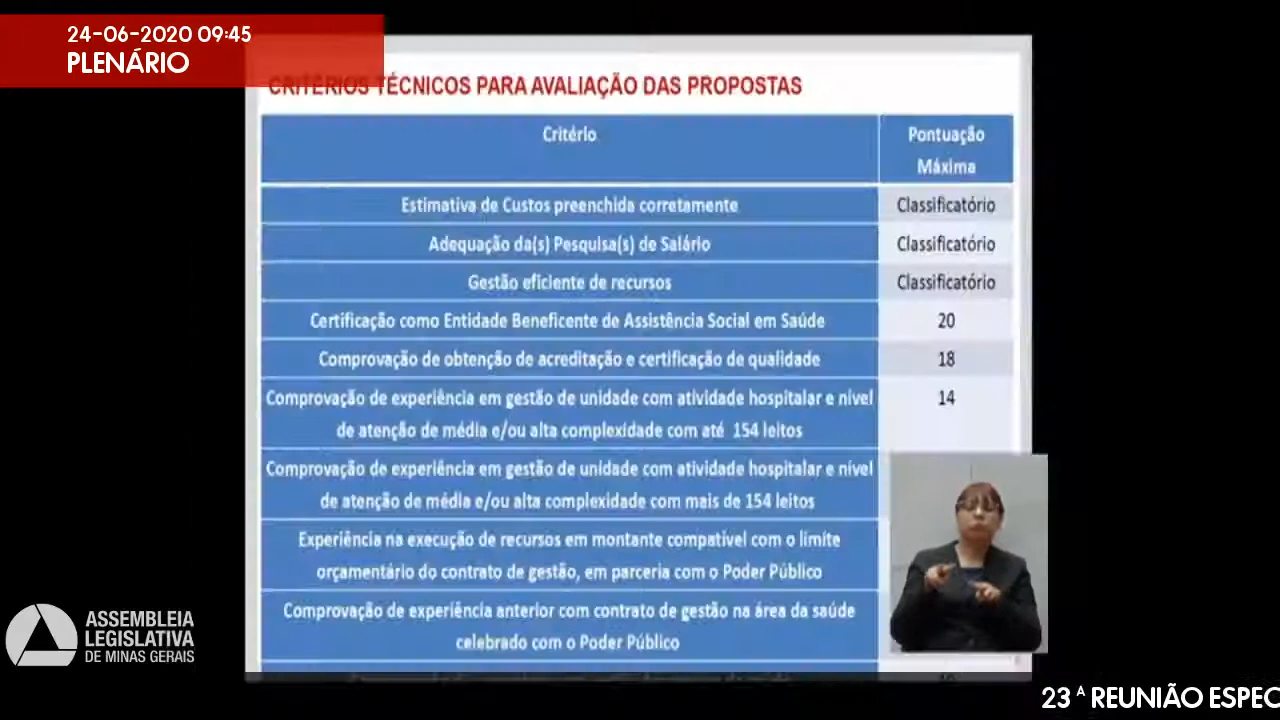 24-06-2020 09:45
PLENÁRIO
CRITÉRIOS TÉCNICOS PARA AVALIAÇÃO DAS PROPOSTAS
Critério
Pontuação
Máxima
Estimativa de Custos preenchida corretamente
Classificatório
Adequação da(s) Pesquisa(s) de Salário
Classificatório
Gestão eficiente de recursos
Classificatório
Certificação como Entidade Beneficente de Assistência Social em Saúde
20
Comprovação de obtenção de acreditação e certificação de qualidade
18
Comprovação de experiência em gestão de unidade com atividade hospitalar e nível
de atenção de média e/ou alta complexidade com até 154 leitos
14
Comprovação de experiência em gestão de unidade com atividade hospitalar e nível
de atenção de média e/ou alta complexidade com mais de 154 leitos
Experiência na execução de recursos em montante compatível com o limite
orçamentário do contrato de gestão, em parceria com o Poder Público
Comprovação de experiência anterior com contrato de gestão na área da saúde
celebrado com o Poder Público
ASSEMBLEIA
LEGISLATIVA
DE MINAS GERAIS
23ª REUNIÃO ESPEC